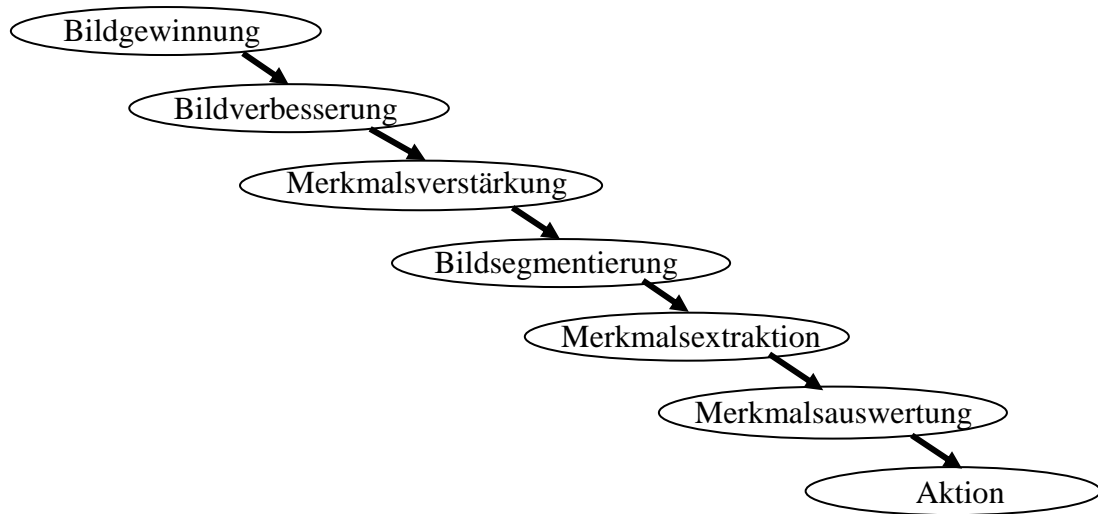 Bildgewinnung
Bildverbesserung
Merkmalsverstärkung
Bildsegmentierung
Merkmalsextraktion
Merkmalsauswertung
Aktion